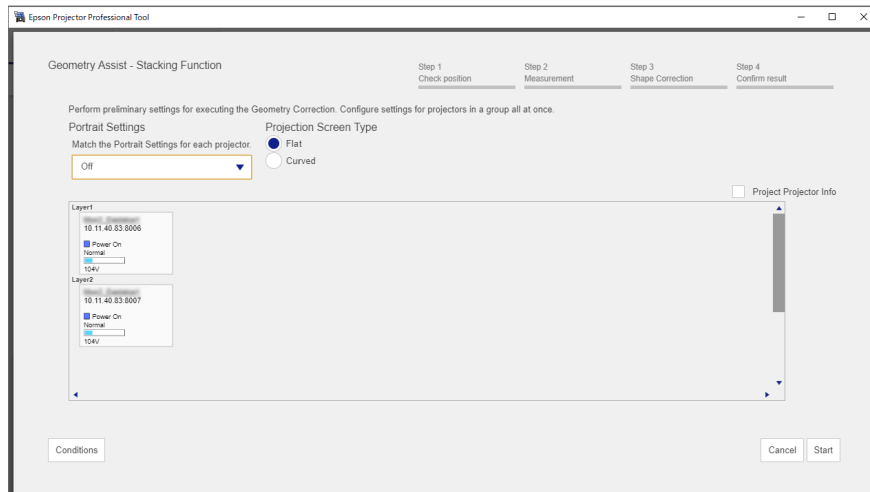 Epson Projector Professional Tool
Geometry Assist - Stacking Function
Step 1
Check position
Step 2
Measurement
Step 3
Shape Correction
Step 4
Confirm result
Perform preliminary settings for executing the Geometry Correction. Configure settings for projectors in a group all at once.
Portrait Settings
Match the Portrait Settings for each projector.
Off
Projection Screen Type
Flat
Curved
Project Projector Info
Layer1
10.11.40.83:8006
Power On
Normal
104V
Layer2
10.11.40.83:8007
Power On
Normal
104V
Conditions
Cancel
Start